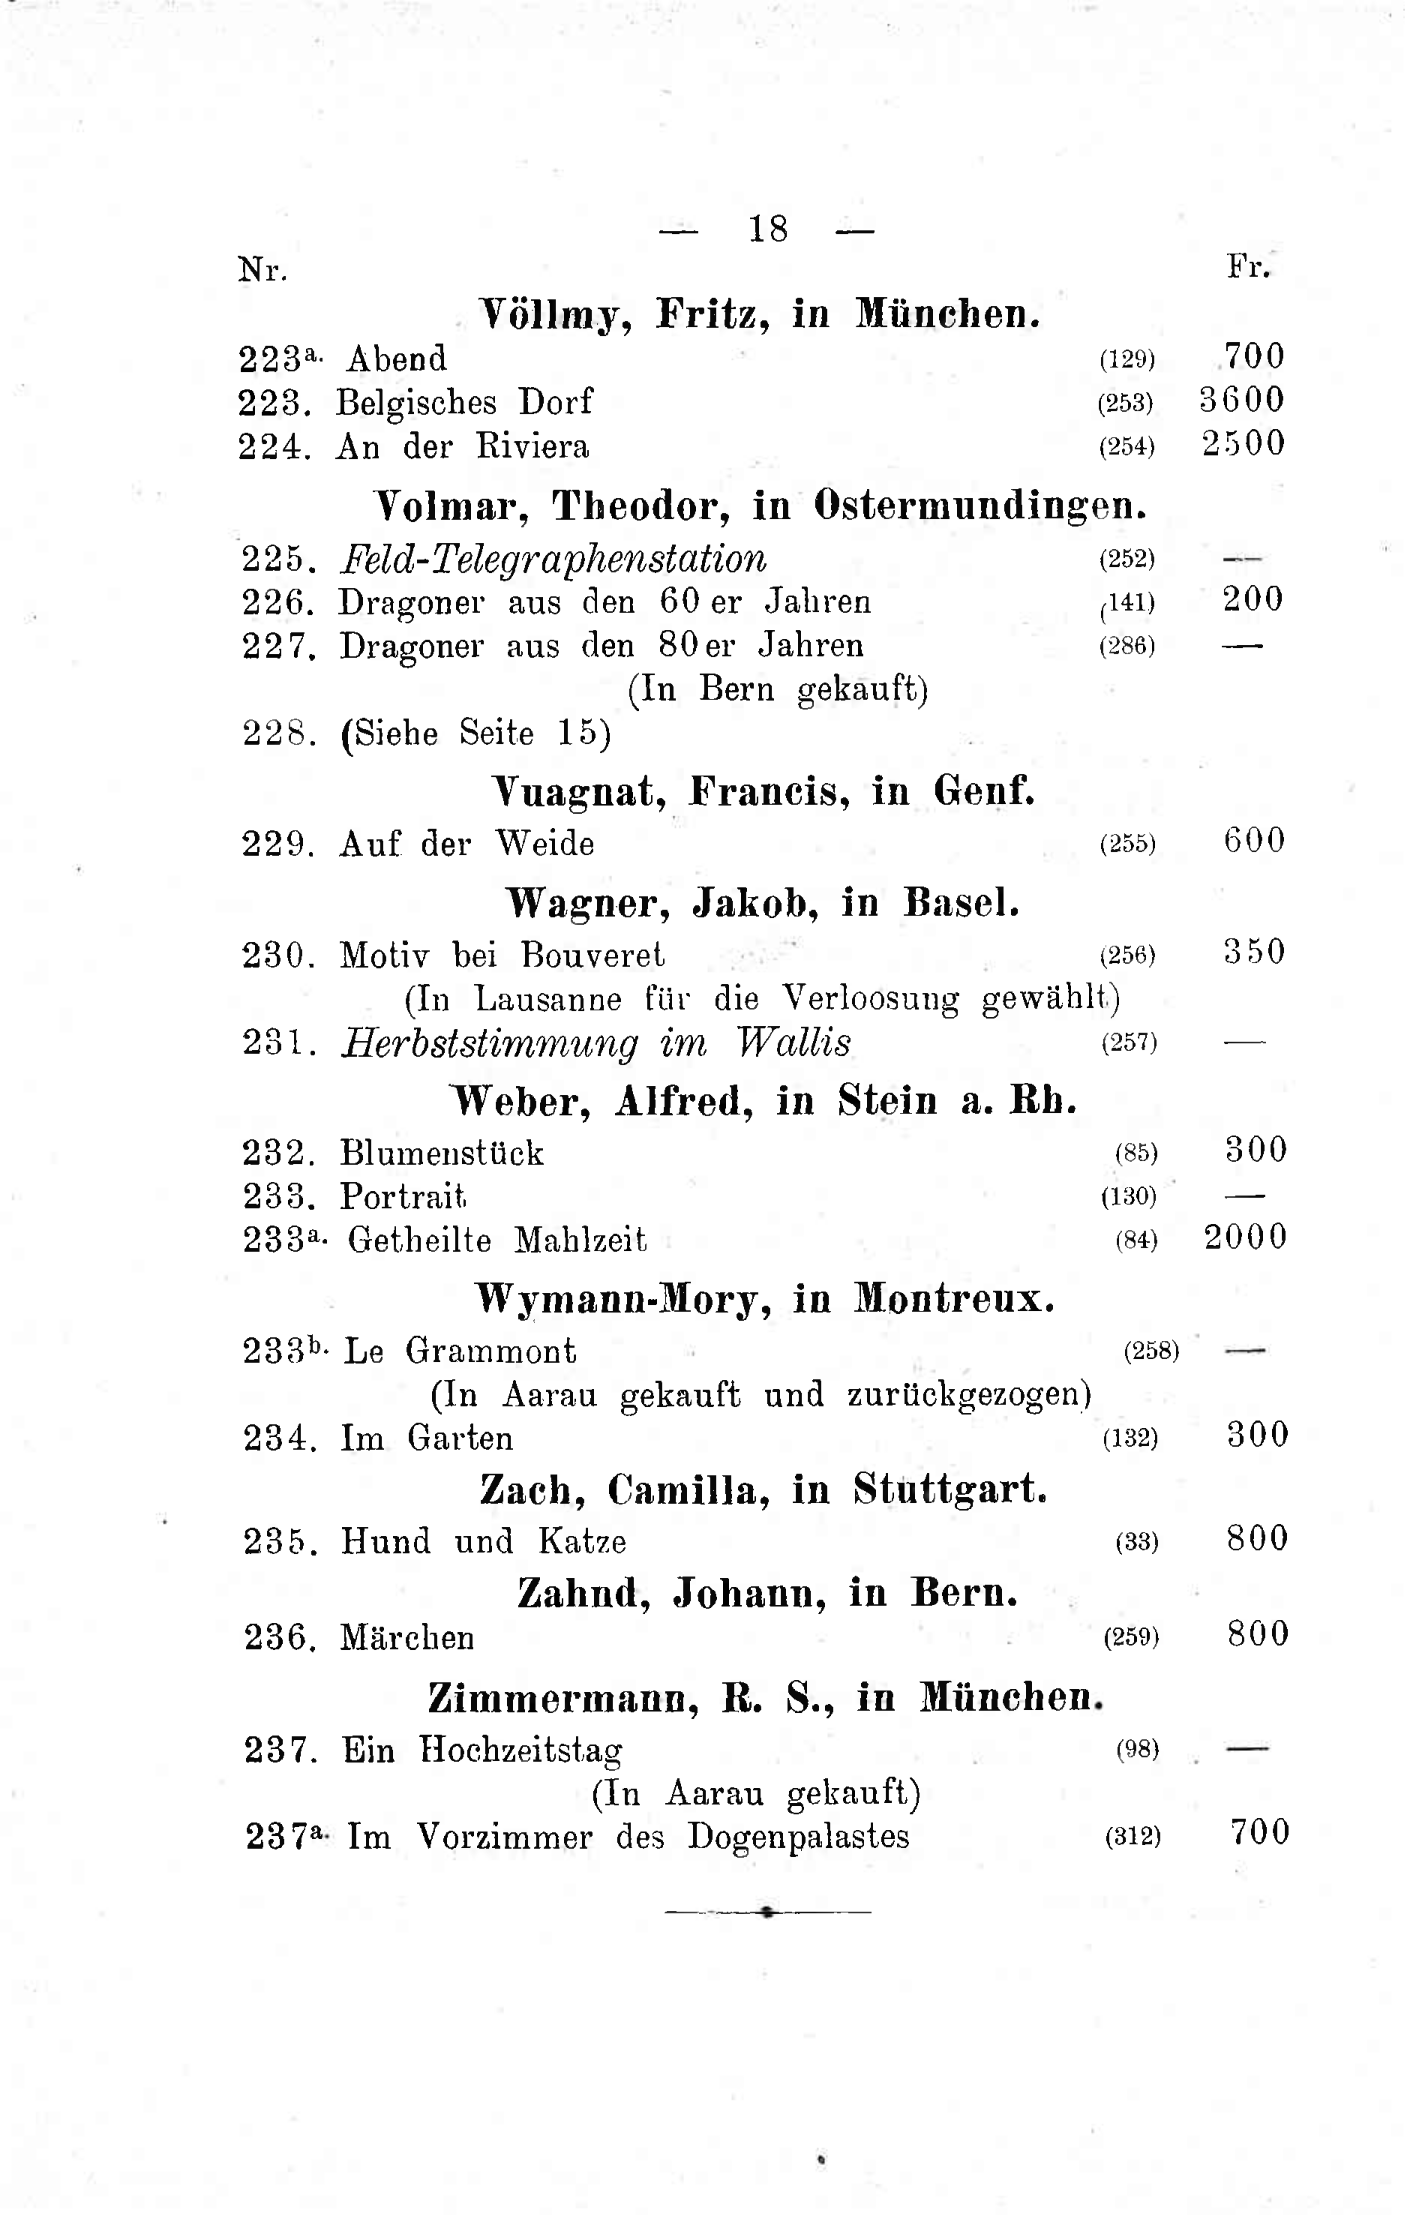 — 18 —
Nr. Fr.
Völlmy, Fritz, in München.
223a. Abend (129) 700
223. Belgisches Dorf (253) 3600
224. An der Riviera (254) 2500
Volmar, Theodor, in Ostermundingen.
225. Feld-Telegraphenstation (252) —
226. Dragoner aus den 60er Jahren (141) 200
227. Dragoner aus den 80er Jahren (286) —
(In Bern gekauft)
228. (Siehe Seite 15)
Vuagnat, Francis, in Genf.
229. Auf der Weide (255) 600
Wagner, Jakob, in Basel.
230. Motiv bei Bouveret (256) 350
(In Lausanne für die Verloosung gewählt)
231. Herbststimmung im Wallis (257) —
Weber, Alfred, in Stein a. Rh.
232. Blumenstück (85) 300
233. Portrait (130) —
233a. Getheilte Mahlzeit (84) 2000
Wymann-Mory, in Montreux.
233b. Le Grammont (258) —
(In Aarau gekauft und zurückgezogen)
234. Im Garten (132) 300
Zach, Camilla, in Stuttgart.
235. Hund und Katze (33) 800
Zahnd, Johann, in Bern.
236. Märchen (259) 800
Zimmermann, R. S., in München.
237. Ein Hochzeitstag (98) —
(In Aarau gekauft)
237a. Im Vorzimmer des Dogenpalastes (312) 700